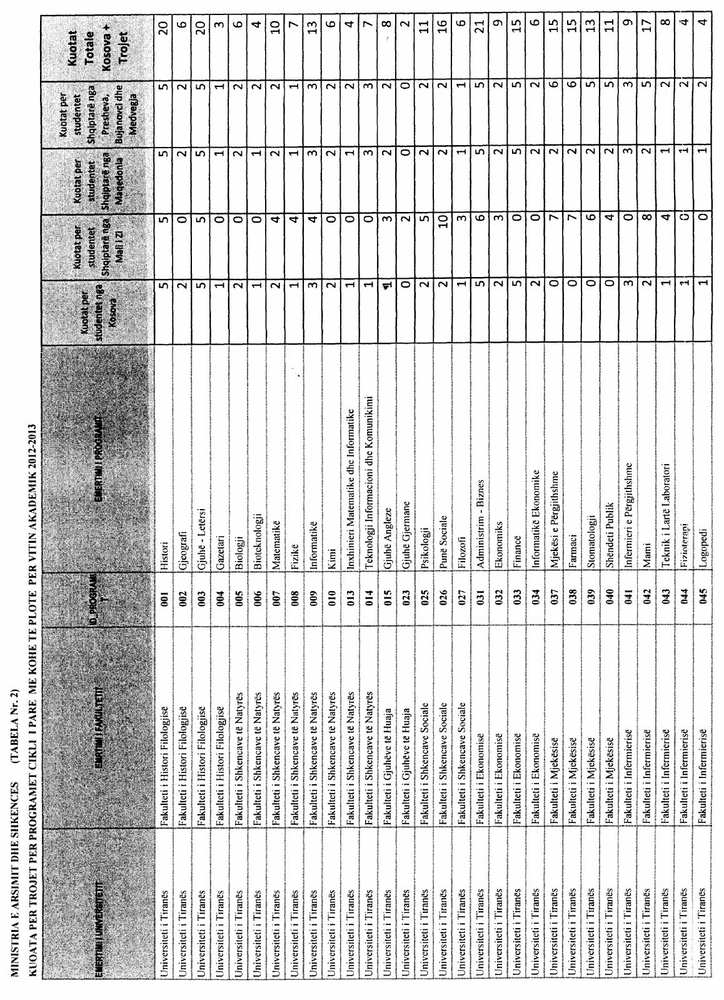 MINISTRIA E ARSIMIT DHE SHKENCES (TABELA Nr. 2)
KUOATA PER TROJET PER PROGRAMET CIKLI I PARE ME KOHE TE PLOTE PER VITIN AKADEMIK 2012-2013
EMERTIMI I UNIVERSITETIT EMRTIMI I FAKULTETIT ID_PROGRAMIT EMERTIMI I PROGRAMIT Kuotat per studentet nga Kosova Kuotat per studentet Shqiptarë nga Mali I ZI Kuotat per studentet Shqiptarë nga Maqedonia Kuotat per studentet Shqiptarë nga Presheva, Bujanovci dhe Medvegja Kuotat Totale Kosova + Trojet
Universiteti i Tiranës Fakulteti i Histori Filologjisë 001 Histori 5 5 5 5 20
Universiteti i Tiranës Fakulteti i Histori Filologjisë 002 Gjeografi 2 0 2 2 6
Universiteti i Tiranës Fakulteti i Histori Filologjisë 003 Gjuhë - Letërsi 5 5 5 5 20
Universiteti i Tiranës Fakulteti i Histori Filologjisë 004 Gazetari 1 0 1 1 3
Universiteti i Tiranës Fakulteti i Shkencave të Natyrës 005 Biologji 2 0 2 2 6
Universiteti i Tiranës Fakulteti i Shkencave të Natyrës 006 Bioteknologji 1 0 1 2 4
Universiteti i Tiranës Fakulteti i Shkencave të Natyrës 007 Matematikë 2 4 2 2 10
Universiteti i Tiranës Fakulteti i Shkencave të Natyrës 008 Fizikë 1 4 1 1 7
Universiteti i Tiranës Fakulteti i Shkencave të Natyrës 009 Informatikë 3 4 3 3 13
Universiteti i Tiranës Fakulteti i Shkencave të Natyrës 010 Kimi 2 0 2 2 6
Universiteti i Tiranës Fakulteti i Shkencave të Natyrës 013 Inxhinieri Matematike dhe Informatike 1 0 1 2 4
Universiteti i Tiranës Fakulteti i Shkencave të Natyrës 014 Teknologji Informacioni dhe Komunikimi 1 0 3 3 7
Universiteti i Tiranës Fakulteti i Gjuhëve të Huaja 015 Gjuhë Angleze 1 3 2 2 8
Universiteti i Tiranës Fakulteti i Gjuhëve të Huaja 023 Gjuhë Gjermane 0 2 0 0 2
Universiteti i Tiranës Fakulteti i Shkencave Sociale 025 Psikologji 2 5 2 2 11
Universiteti i Tiranës Fakulteti i Shkencave Sociale 026 Punë Sociale 2 10 2 2 16
Universiteti i Tiranës Fakulteti i Shkencave Sociale 027 Filozofi 1 3 1 1 6
Universiteti i Tiranës Fakulteti i Ekonomisë 031 Administrim - Biznes 5 6 5 5 21
Universiteti i Tiranës Fakulteti i Ekonomisë 032 Ekonomiks 2 3 2 2 9
Universiteti i Tiranës Fakulteti i Ekonomisë 033 Financë 5 0 5 5 15
Universiteti i Tiranës Fakulteti i Ekonomisë 034 Informatikë Ekonomike 2 0 2 2 6
Universiteti i Tiranës Fakulteti i Mjekësisë 037 Mjekësi e Përgjithshme 0 7 2 6 15
Universiteti i Tiranës Fakulteti i Mjekësisë 038 Farmaci 0 7 2 6 15
Universiteti i Tiranës Fakulteti i Mjekësisë 039 Stomatologji 0 6 2 5 13
Universiteti i Tiranës Fakulteti i Mjekësisë 040 Shëndeti Publik 0 4 2 5 11
Universiteti i Tiranës Fakulteti i Infermierisë 041 Infermieri e Përgjithshme 3 0 3 3 9
Universiteti i Tiranës Fakulteti i Infermierisë 042 Mami 2 8 2 5 17
Universiteti i Tiranës Fakulteti i Infermierisë 043 Teknik i Lartë Laboratori 1 4 1 2 8
Universiteti i Tiranës Fakulteti i Infermierisë 044 Fizioterapi 1 0 1 2 4
Universiteti i Tiranës Fakulteti i Infermierisë 045 Logopedi 1 0 1 2 4